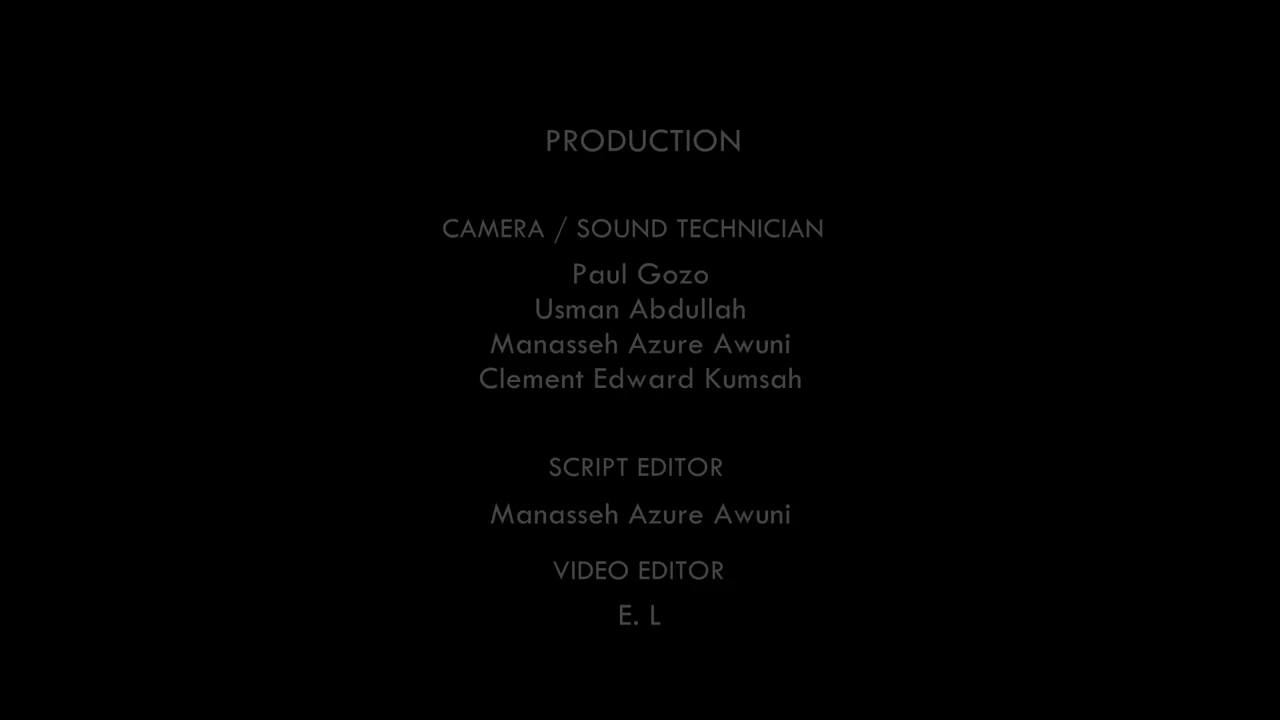 PRODUCTION
CAMERA / SOUND TECHNICIAN
Paul Gozo
Usman Abdullah
Manasseh Azure Awuni
Clement Edward Kumsah
SCRIPT EDITOR
Manasseh Azure Awuni
VIDEO EDITOR
E. L